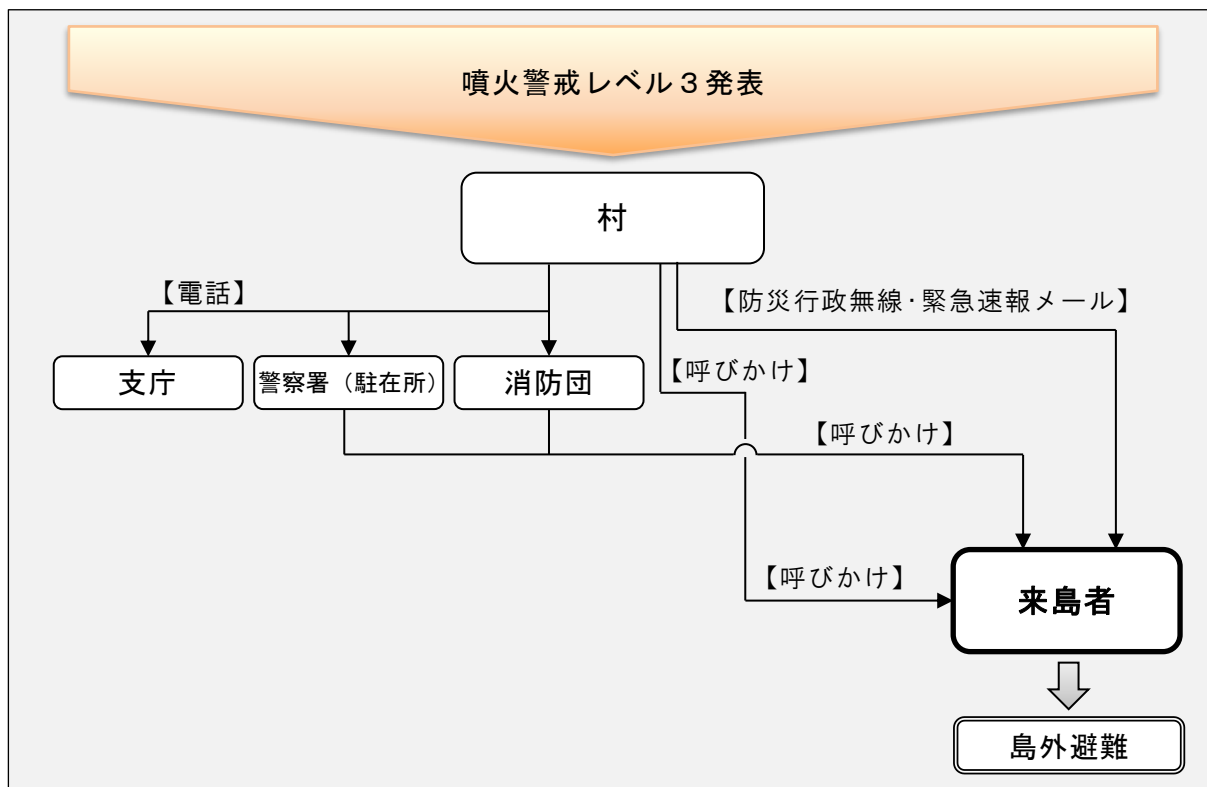 噴火警戒レベル３発表
村
【電話】
【防災行政無線・緊急速報メール】
支庁
警察署（駐在所）
消防団
【呼びかけ】
【呼びかけ】
【呼びかけ】
来島者
島外避難